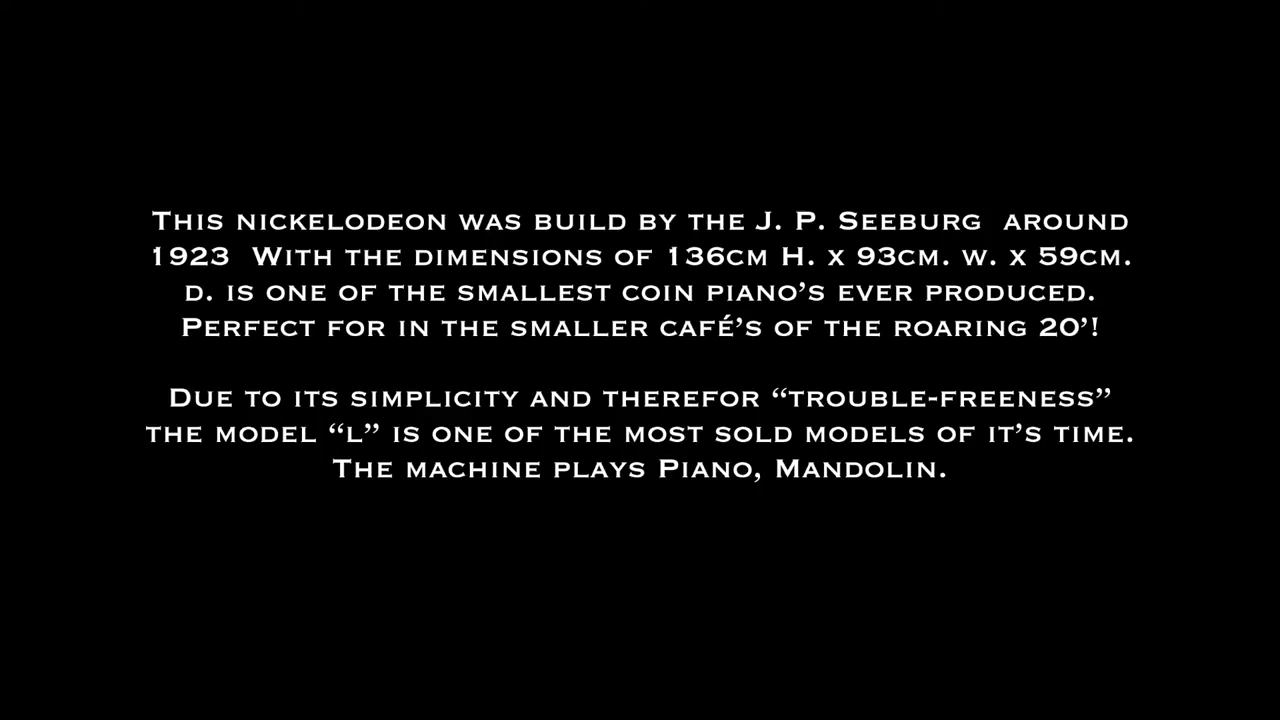 This nickelodeon was build by the J. P. Seeburg  around
1923  With the dimensions of 136cm H. x 93cm. w. x 59cm.
d. is one of the smallest coin piano’s ever produced.
Perfect for in the smaller café’s of the roaring 20’!
Due to its simplicity and therefor “trouble-freeness”
the model “L” is one of the most sold models of it’s time.
The machine plays Piano, Mandolin.